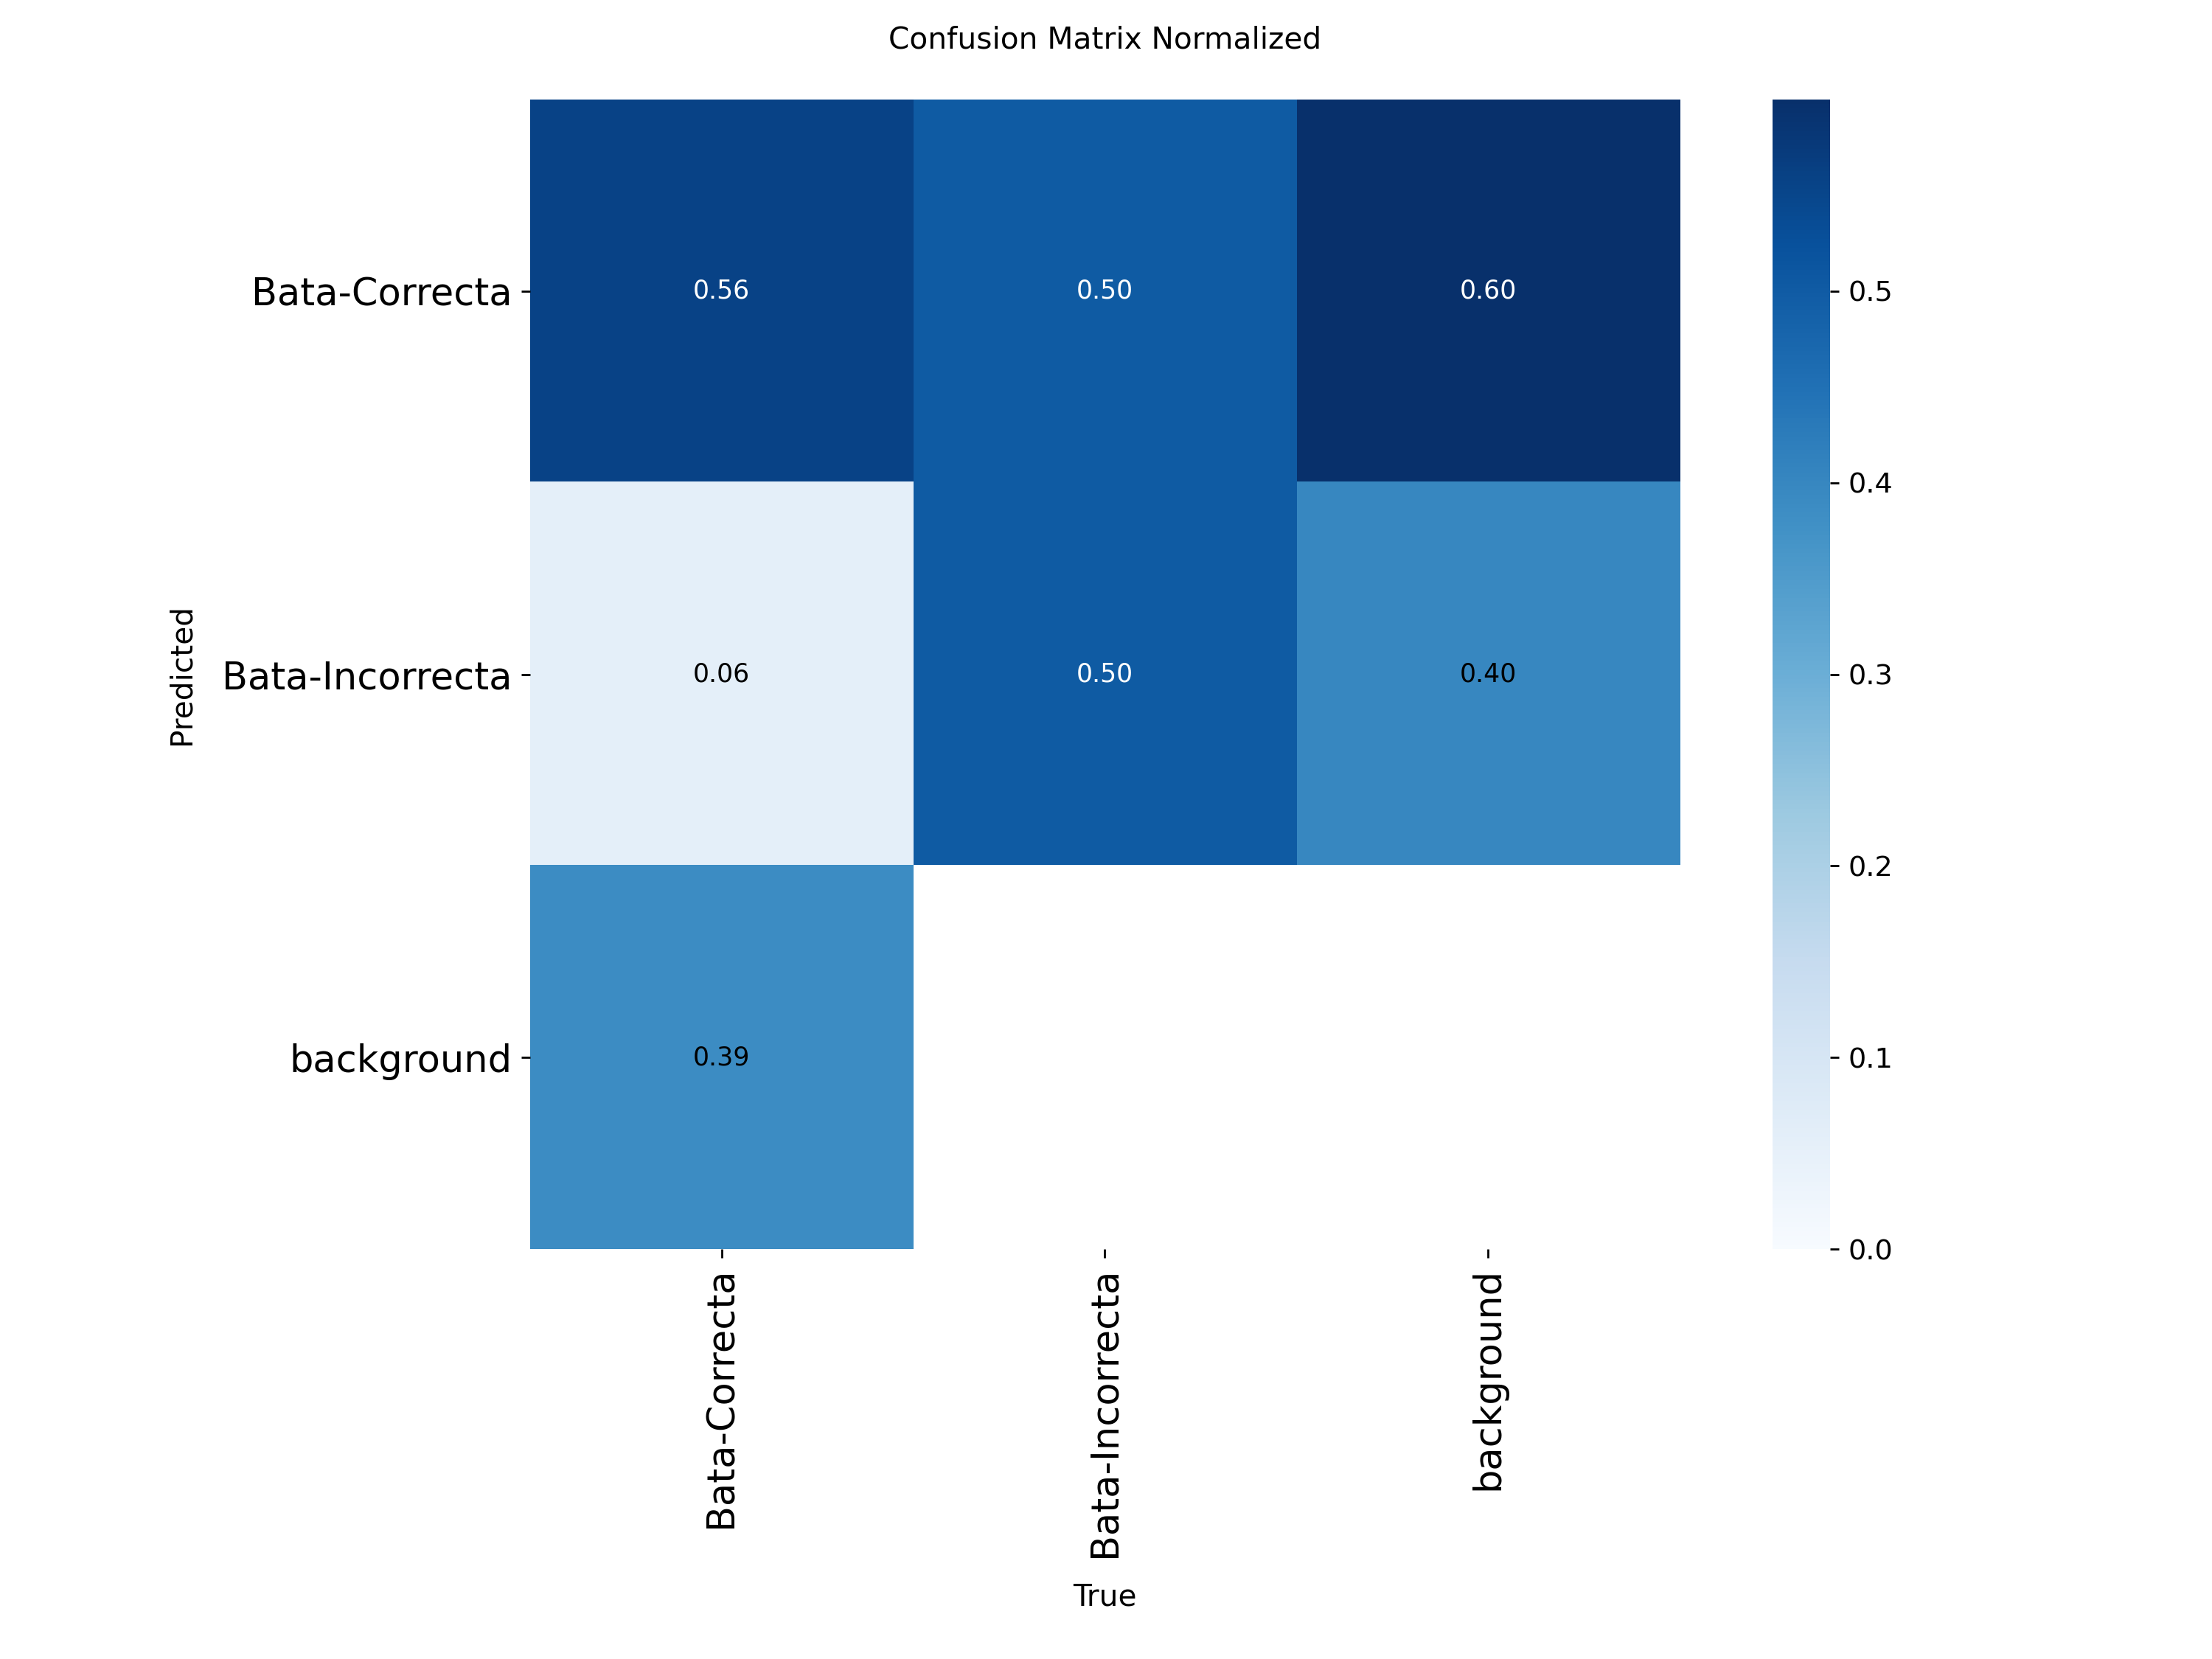 Confusion Matrix Normalized
Predicted
Bata-Correcta
0.56
0.50
0.60
Bata-Incorrecta
0.06
0.50
0.40
background
0.39
Bata-Correcta
Bata-Incorrecta
background
True
0.5
0.4
0.3
0.2
0.1
0.0